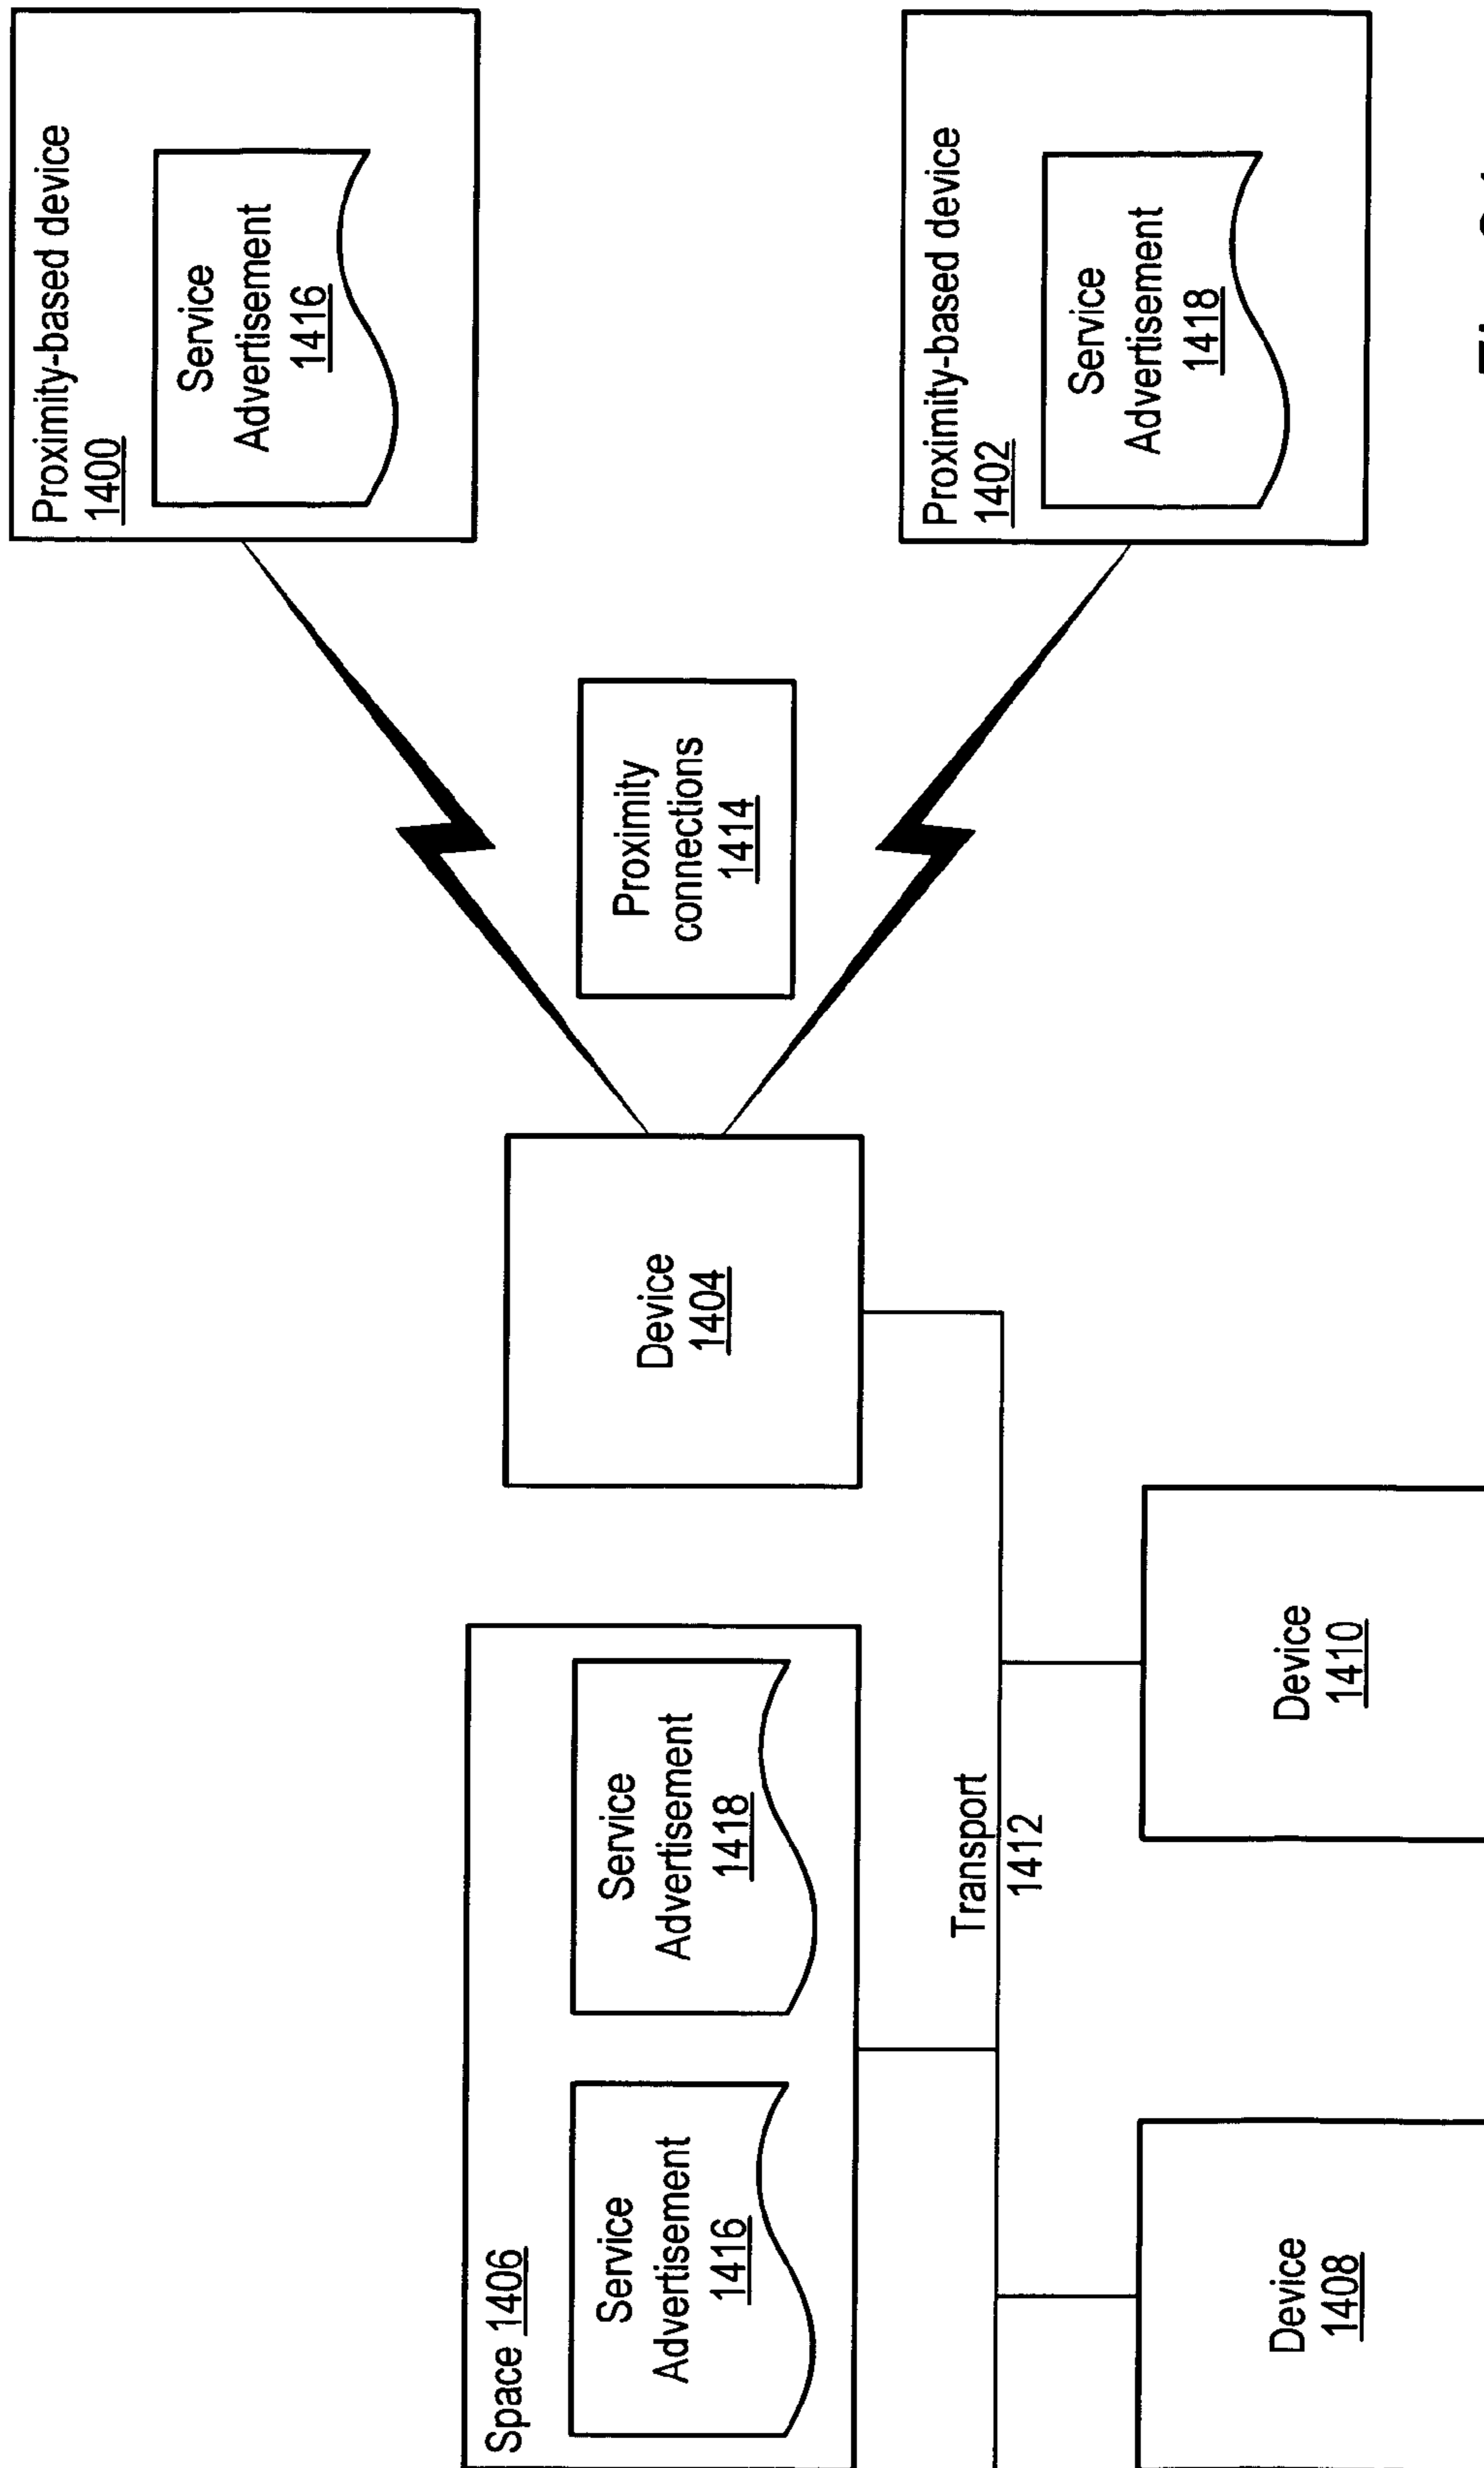 Proximity-based device
1400
Service
Advertisement
1416
Space 1406
Service
Advertisement
1416
Service
Advertisement
1418
Device
1404
Proximity
connections
1414
Transport
1412
Proximity-based device
1402
Service
Advertisement
1418
Device
1408
Device
1410